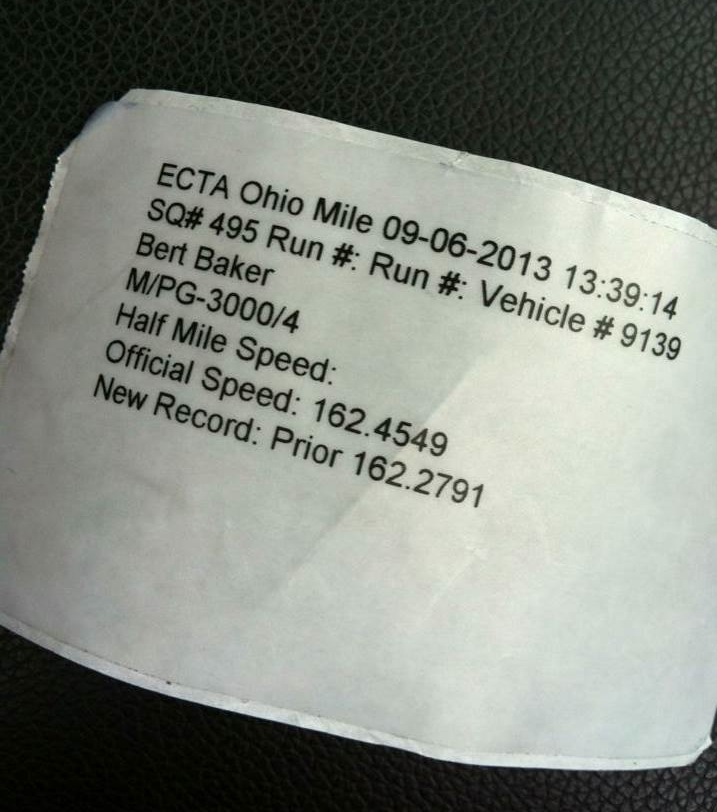 ECTA Ohio Mile 09-06-2013 13:39:14
SQ# 495 Run #: Run #: Vehicle # 9139
Bert Baker
M/PG-3000/4
Half Mile Speed:
Official Speed: 162.4549
New Record: Prior 162.2791